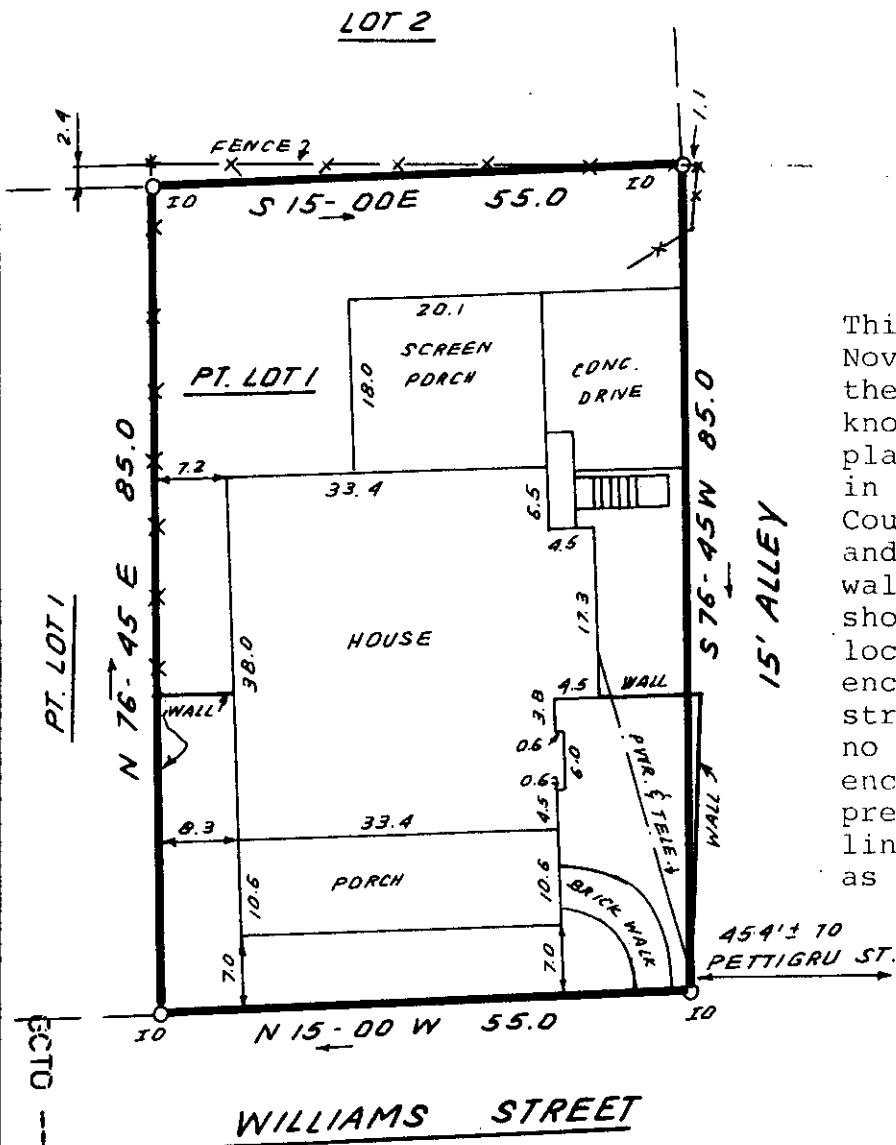 LOT 2
2.4
FENCE
1.1
IO
IO
S 15-00E 55.0
20.1
SCREEN
PORCH
18.0
CONC.
DRIVE
PT. LOT 1
7.2
33.4
6.5
4.5
N 76-45 E 85.0
S 76-45W 85.0
15' ALLEY
PT. LOT 1
38.0
HOUSE
17.3
4.5
WALL
WALL
3.8
0.6
6.0
0.6
4.5
PWR. & TELE.
WALL
8.3
33.4
PORCH
10.6
10.6
BRICK WALK
7.0
7.0
454'± TO
PETTIGRU ST.
IO
IO
N 15-00 W 55.0
WILLIAMS STREET
GCTO
Thi
Nov
the
kno
pla
in
Cou
and
wal
sho
loc
enc
str
no
enc
pre
lin
as